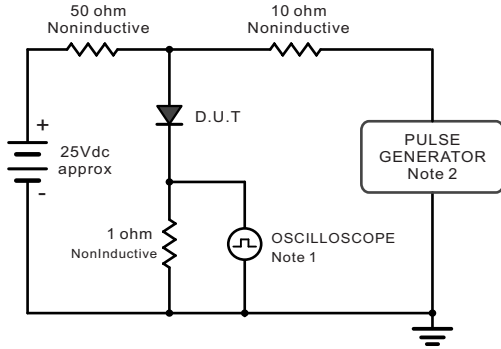 50 ohm
Noninductive
10 ohm
Noninductive
D.U.T
+
25Vdc
approx
-
PULSE
GENERATOR
Note 2
1 ohm
NonInductive
OSCILLOSCOPE
Note 1